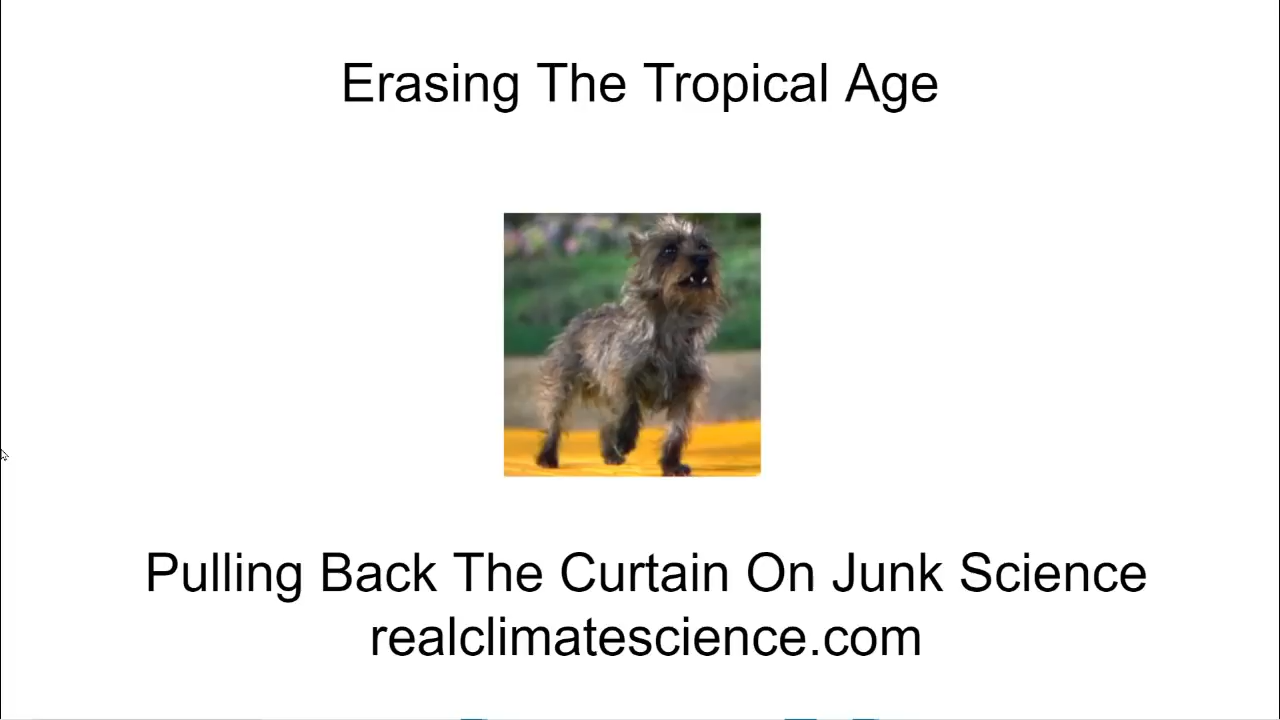 Erasing The Tropical Age
Pulling Back The Curtain On Junk Science
realclimatescience.com